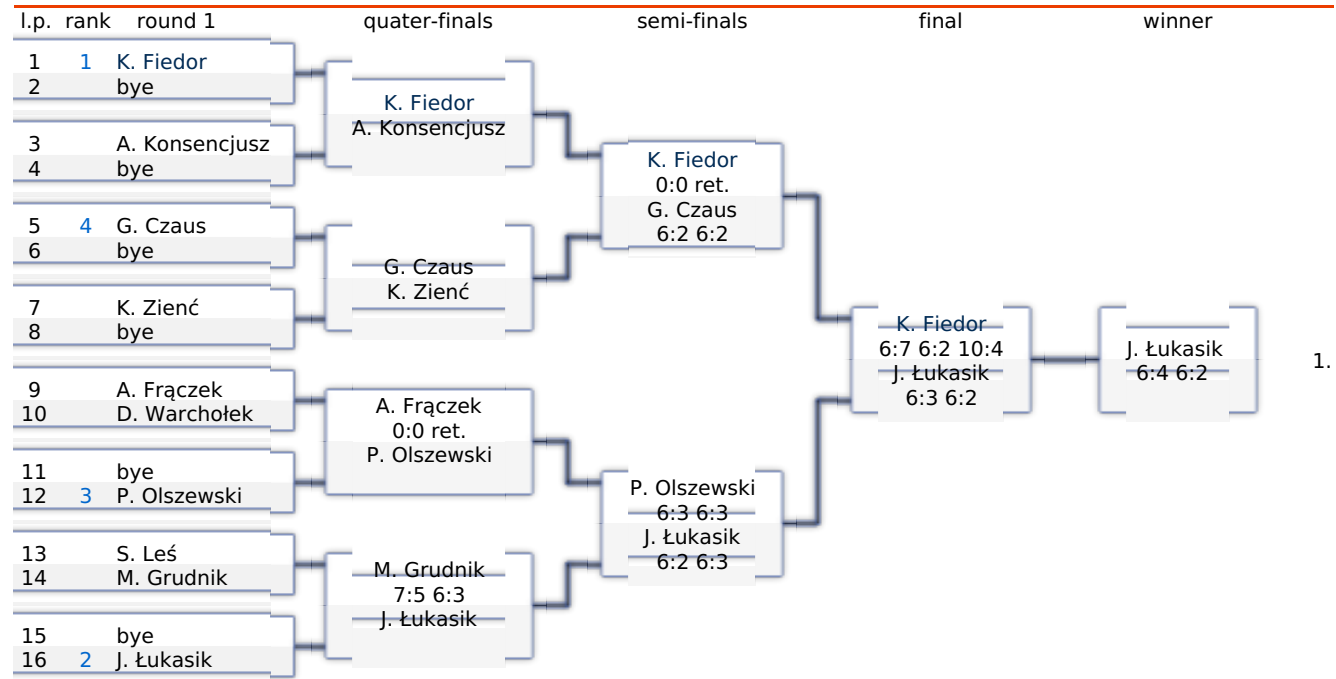 l.p. rank round 1 quater-finals semi-finals final winner
1 1 K. Fiedor
2 bye
3 A. Konsencjusz
4 bye
5 4 G. Czaus
6 bye
7 K. Zienć
8 bye
9 A. Frączek
10 D. Warchołek
11 bye
12 3 P. Olszewski
13 S. Leś
14 M. Grudnik
15 bye
16 2 J. Łukasik
K. Fiedor
A. Konsencjusz
G. Czaus
K. Zienć
A. Frączek
0:0 ret.
P. Olszewski
M. Grudnik
7:5 6:3
J. Łukasik
K. Fiedor
0:0 ret.
G. Czaus
6:2 6:2
P. Olszewski
6:3 6:3
J. Łukasik
6:2 6:3
K. Fiedor
6:7 6:2 10:4
J. Łukasik
6:3 6:2
J. Łukasik
6:4 6:2
1.